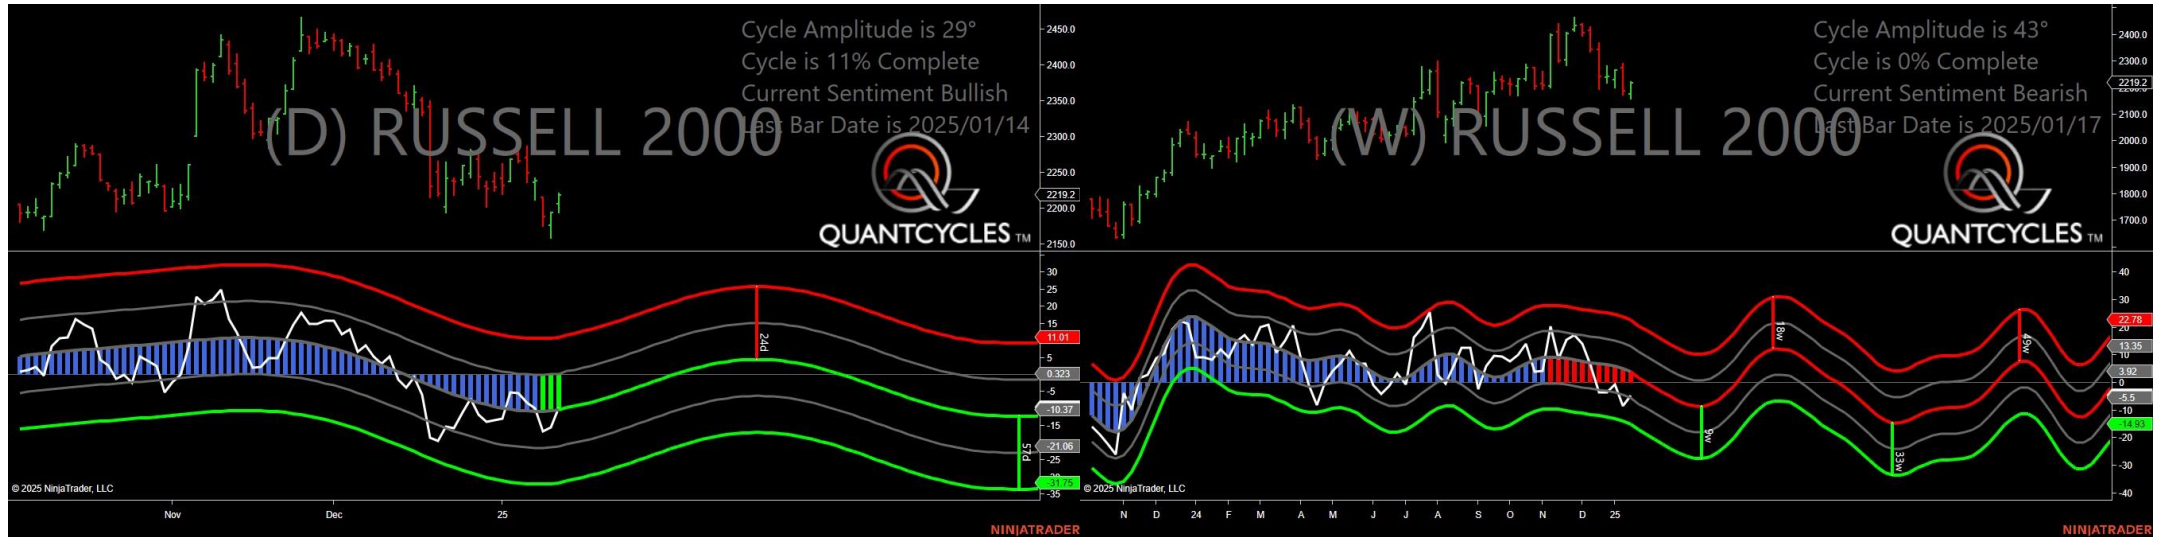 Cycle Amplitude is 29°
Cycle is 11% Complete
Current Sentiment Bullish
Last Bar Date is 2025/01/14
(D) RUSSELL 2000
QUANTCYCLES TM
2450.0
2400.0
2350.0
2300.0
2250.0
2219.2
2200.0
2150.0
30
25
20
15
11.01
5
0.323
-5
-10.37
-15
-21.06
-25
-31.75
-35
24d
57d
© 2025 NinjaTrader, LLC
Nov
Dec
25
NINJATRADER
Cycle Amplitude is 43°
Cycle is 0% Complete
Current Sentiment Bearish
Last Bar Date is 2025/01/17
(W) RUSSELL 2000
QUANTCYCLES TM
2400.0
2300.0
2219.2
2100.0
2000.0
1900.0
1800.0
1700.0
40
30
22.78
20
13.35
10
3.92
0
-5.5
-10
-14.93
-20
-30
-40
18w
49w
9w
33w
© 2025 NinjaTrader, LLC
N D 24 F M A M J J A S O N D 25
NINJATRADER